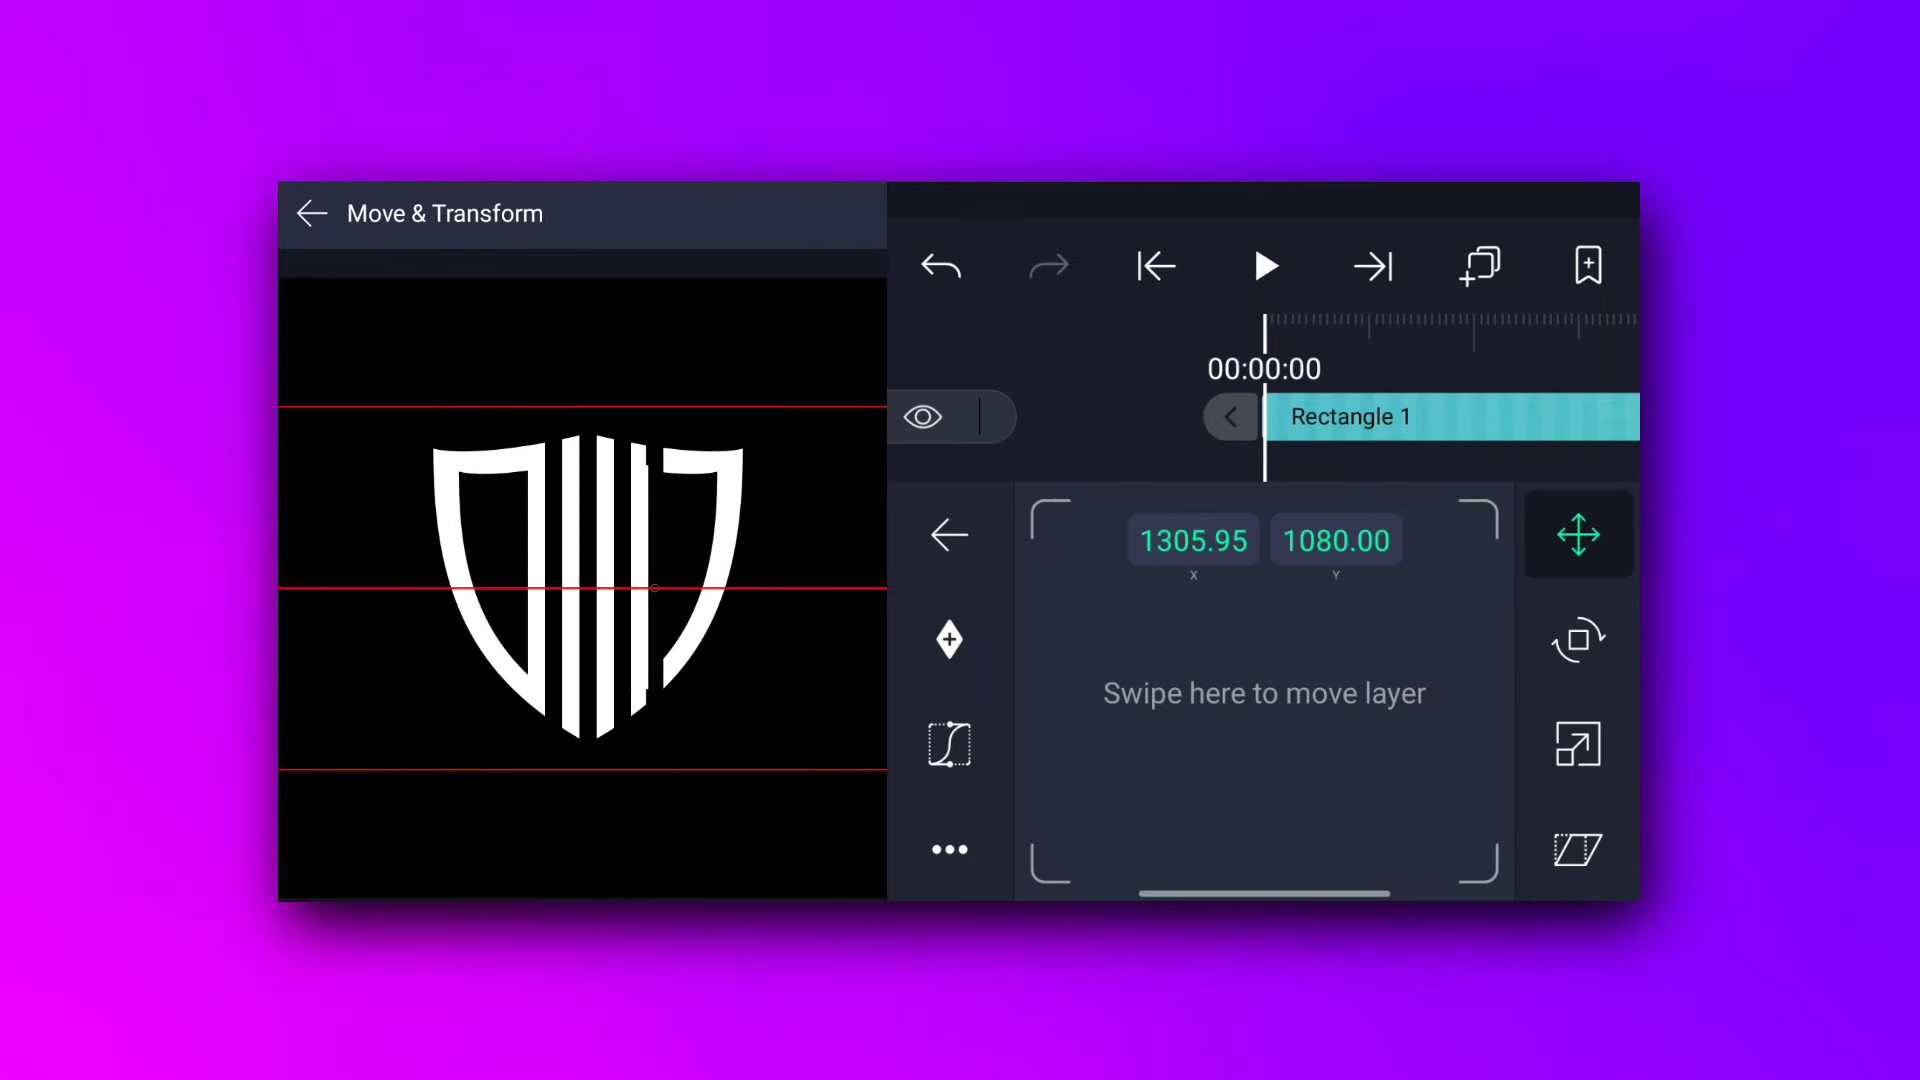 Move & Transform
00:00:00
Rectangle 1
1305.95 1080.00
X Y
Swipe here to move layer